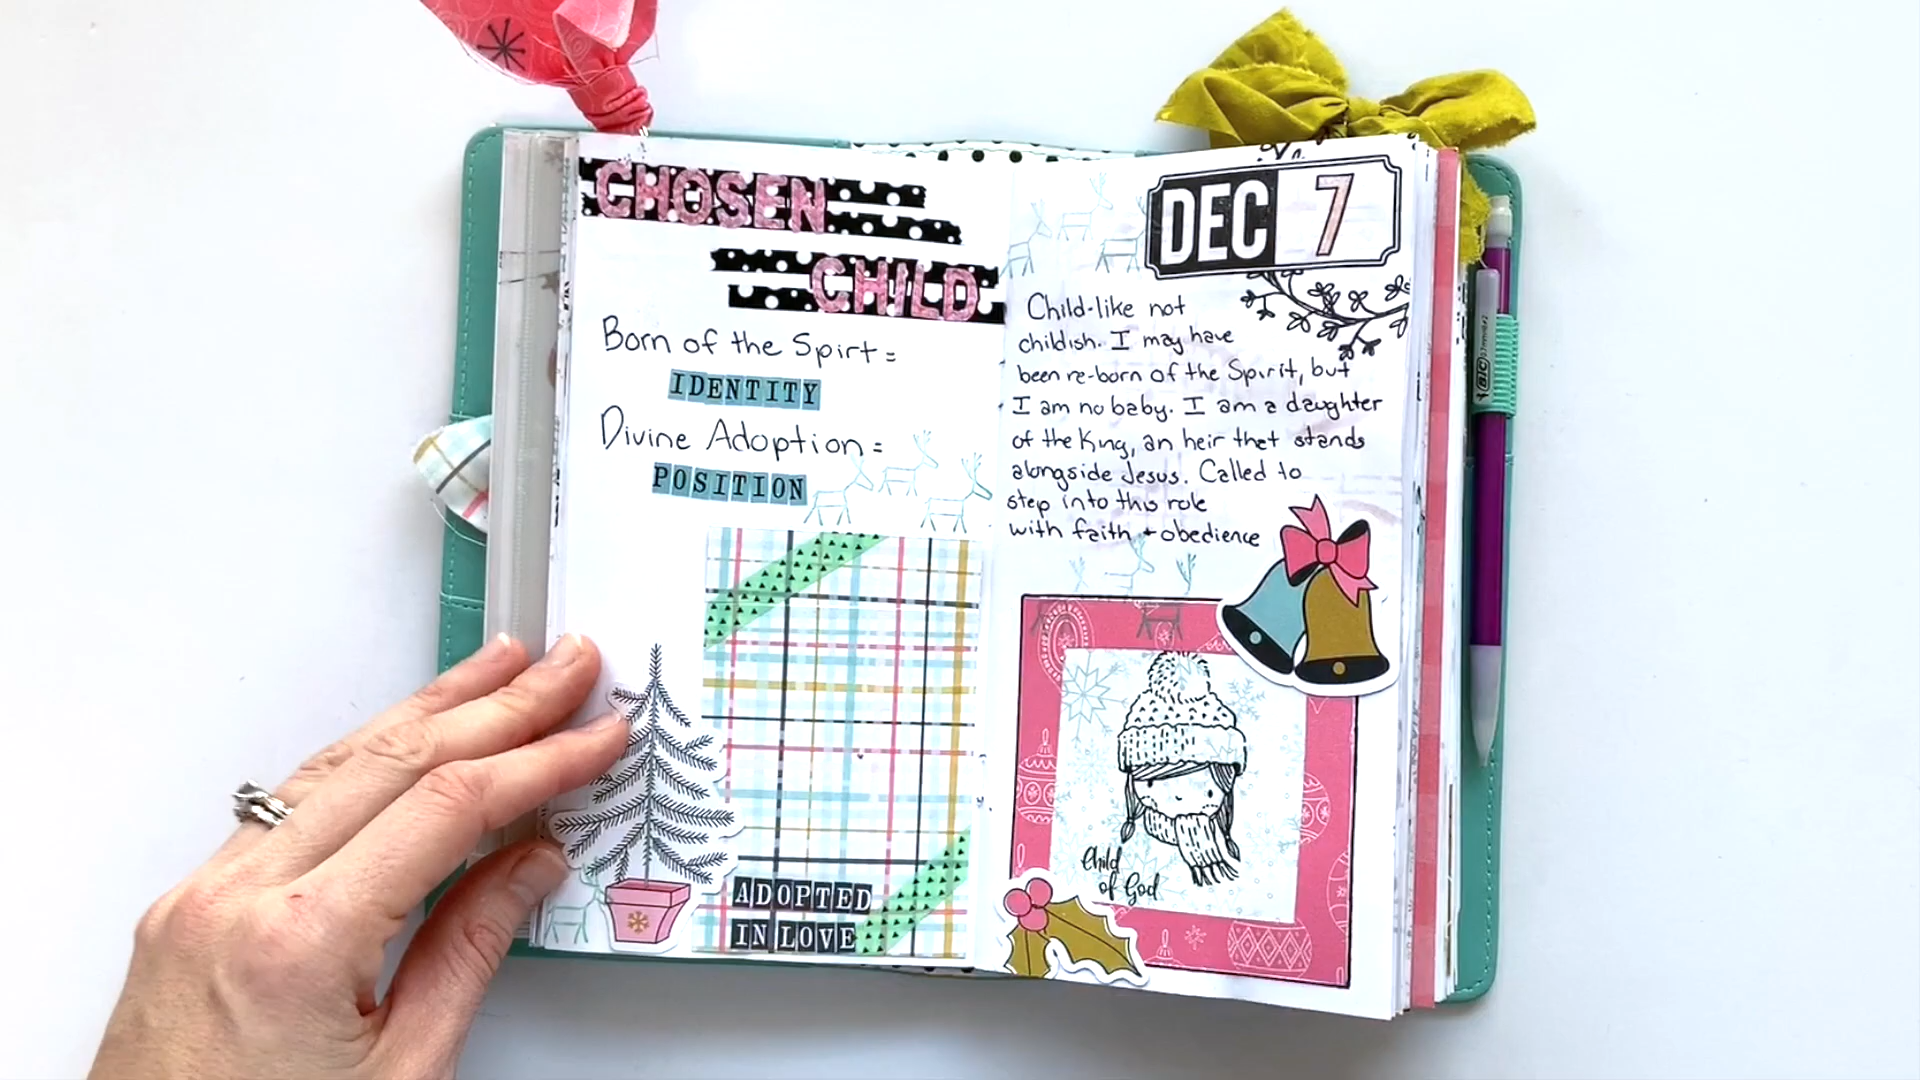 CHOSEN
CHILD
Born of the Spirt =
IDENTITY
Divine Adoption =
POSITION
ADOPTED
IN LOVE
DEC 7
Child-like not
childish. I may have
been re-born of the Spirit, but
I am no baby. I am a daughter
of the King, an heir that stands
alongside Jesus. Called to
step into this role
with faith + obedience
Child
of God
BIC